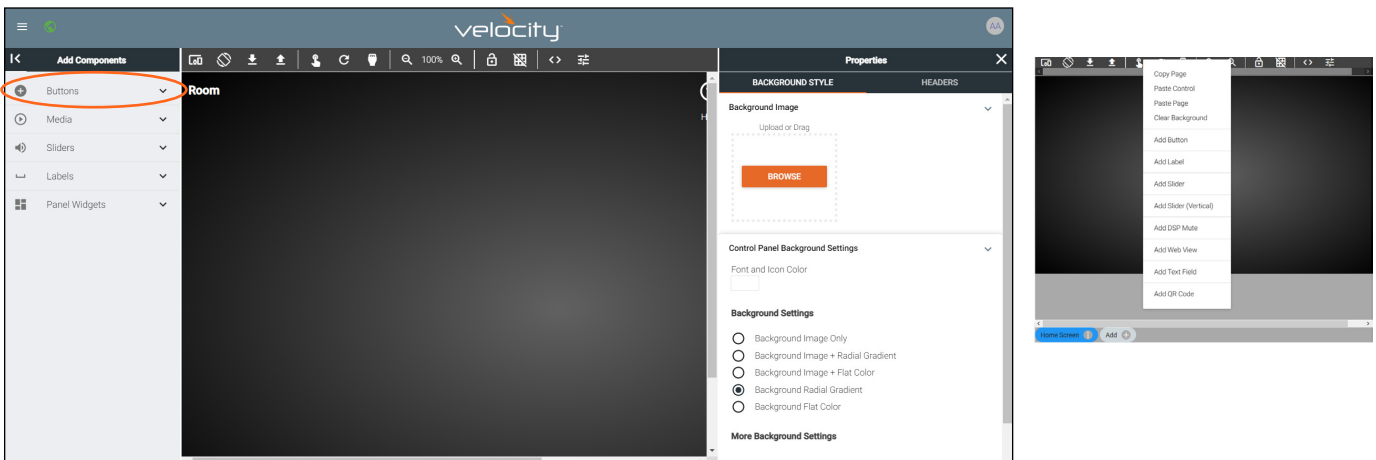 velocity
AA
Add Components
100%
Properties
Buttons
Media
Sliders
Labels
Panel Widgets
Room
H
BACKGROUND STYLE
HEADERS
Background Image
Upload or Drag
BROWSE
Control Panel Background Settings
Font and Icon Color
Background Settings
Background Image Only
Background Image + Radial Gradient
Background Image + Flat Color
Background Radial Gradient
Background Flat Color
More Background Settings
Copy Page
Paste Control
Paste Page
Clear Background
Add Button
Add Label
Add Slider
Add Slider (Vertical)
Add DSP Mute
Add Web View
Add Text Field
Add QR Code
Home Screen
Add